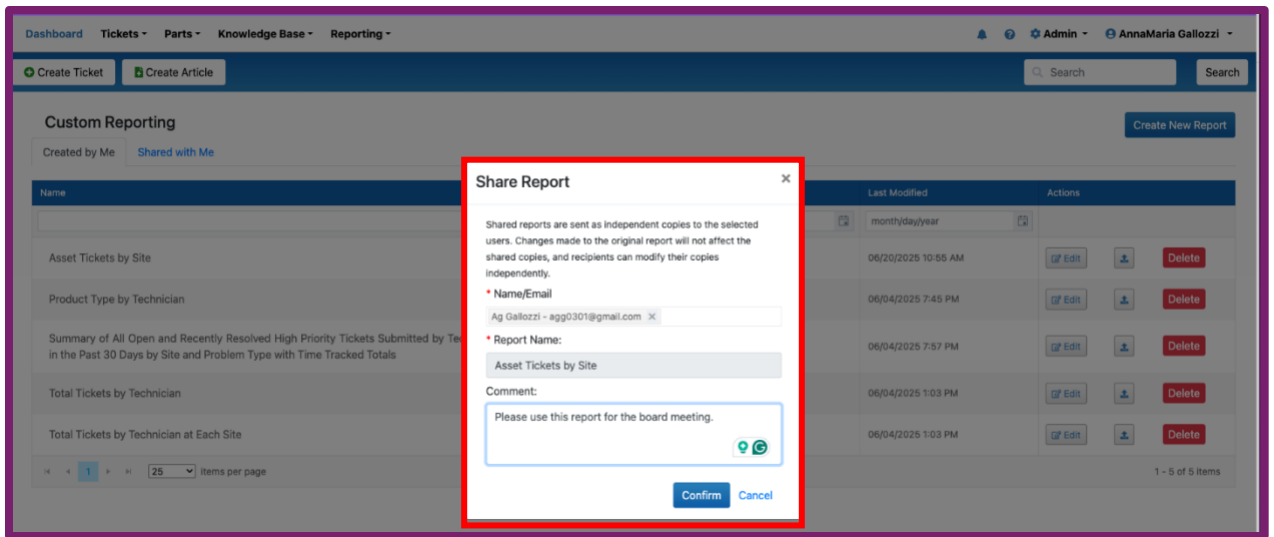 Dashboard Tickets Parts Knowledge Base Reporting Admin AnnaMaria Gallozzi
Create Ticket Create Article Search Search
Custom Reporting Create New Report
Created by Me Shared with Me
Name Last Modified Actions
month/day/year
Asset Tickets by Site 06/20/2025 10:55 AM Edit Delete
Product Type by Technician 06/04/2025 7:45 PM Edit Delete
Summary of All Open and Recently Resolved High Priority Tickets Submitted by
in the Past 30 Days by Site and Problem Type with Time Tracked Totals 06/04/2025 7:57 PM Edit Delete
Total Tickets by Technician 06/04/2025 1:03 PM Edit Delete
Total Tickets by Technician at Each Site 06/04/2025 1:03 PM Edit Delete
1 25 items per page 1 - 5 of 5 items
Share Report ×
Shared reports are sent as independent copies to the selected
users. Changes made to the original report will not affect the
shared copies, and recipients can modify their copies
independently.
* Name/Email
Ag Gallozzi - agg0301@gmail.com ×
* Report Name:
Asset Tickets by Site
Comment:
Please use this report for the board meeting.
Confirm Cancel